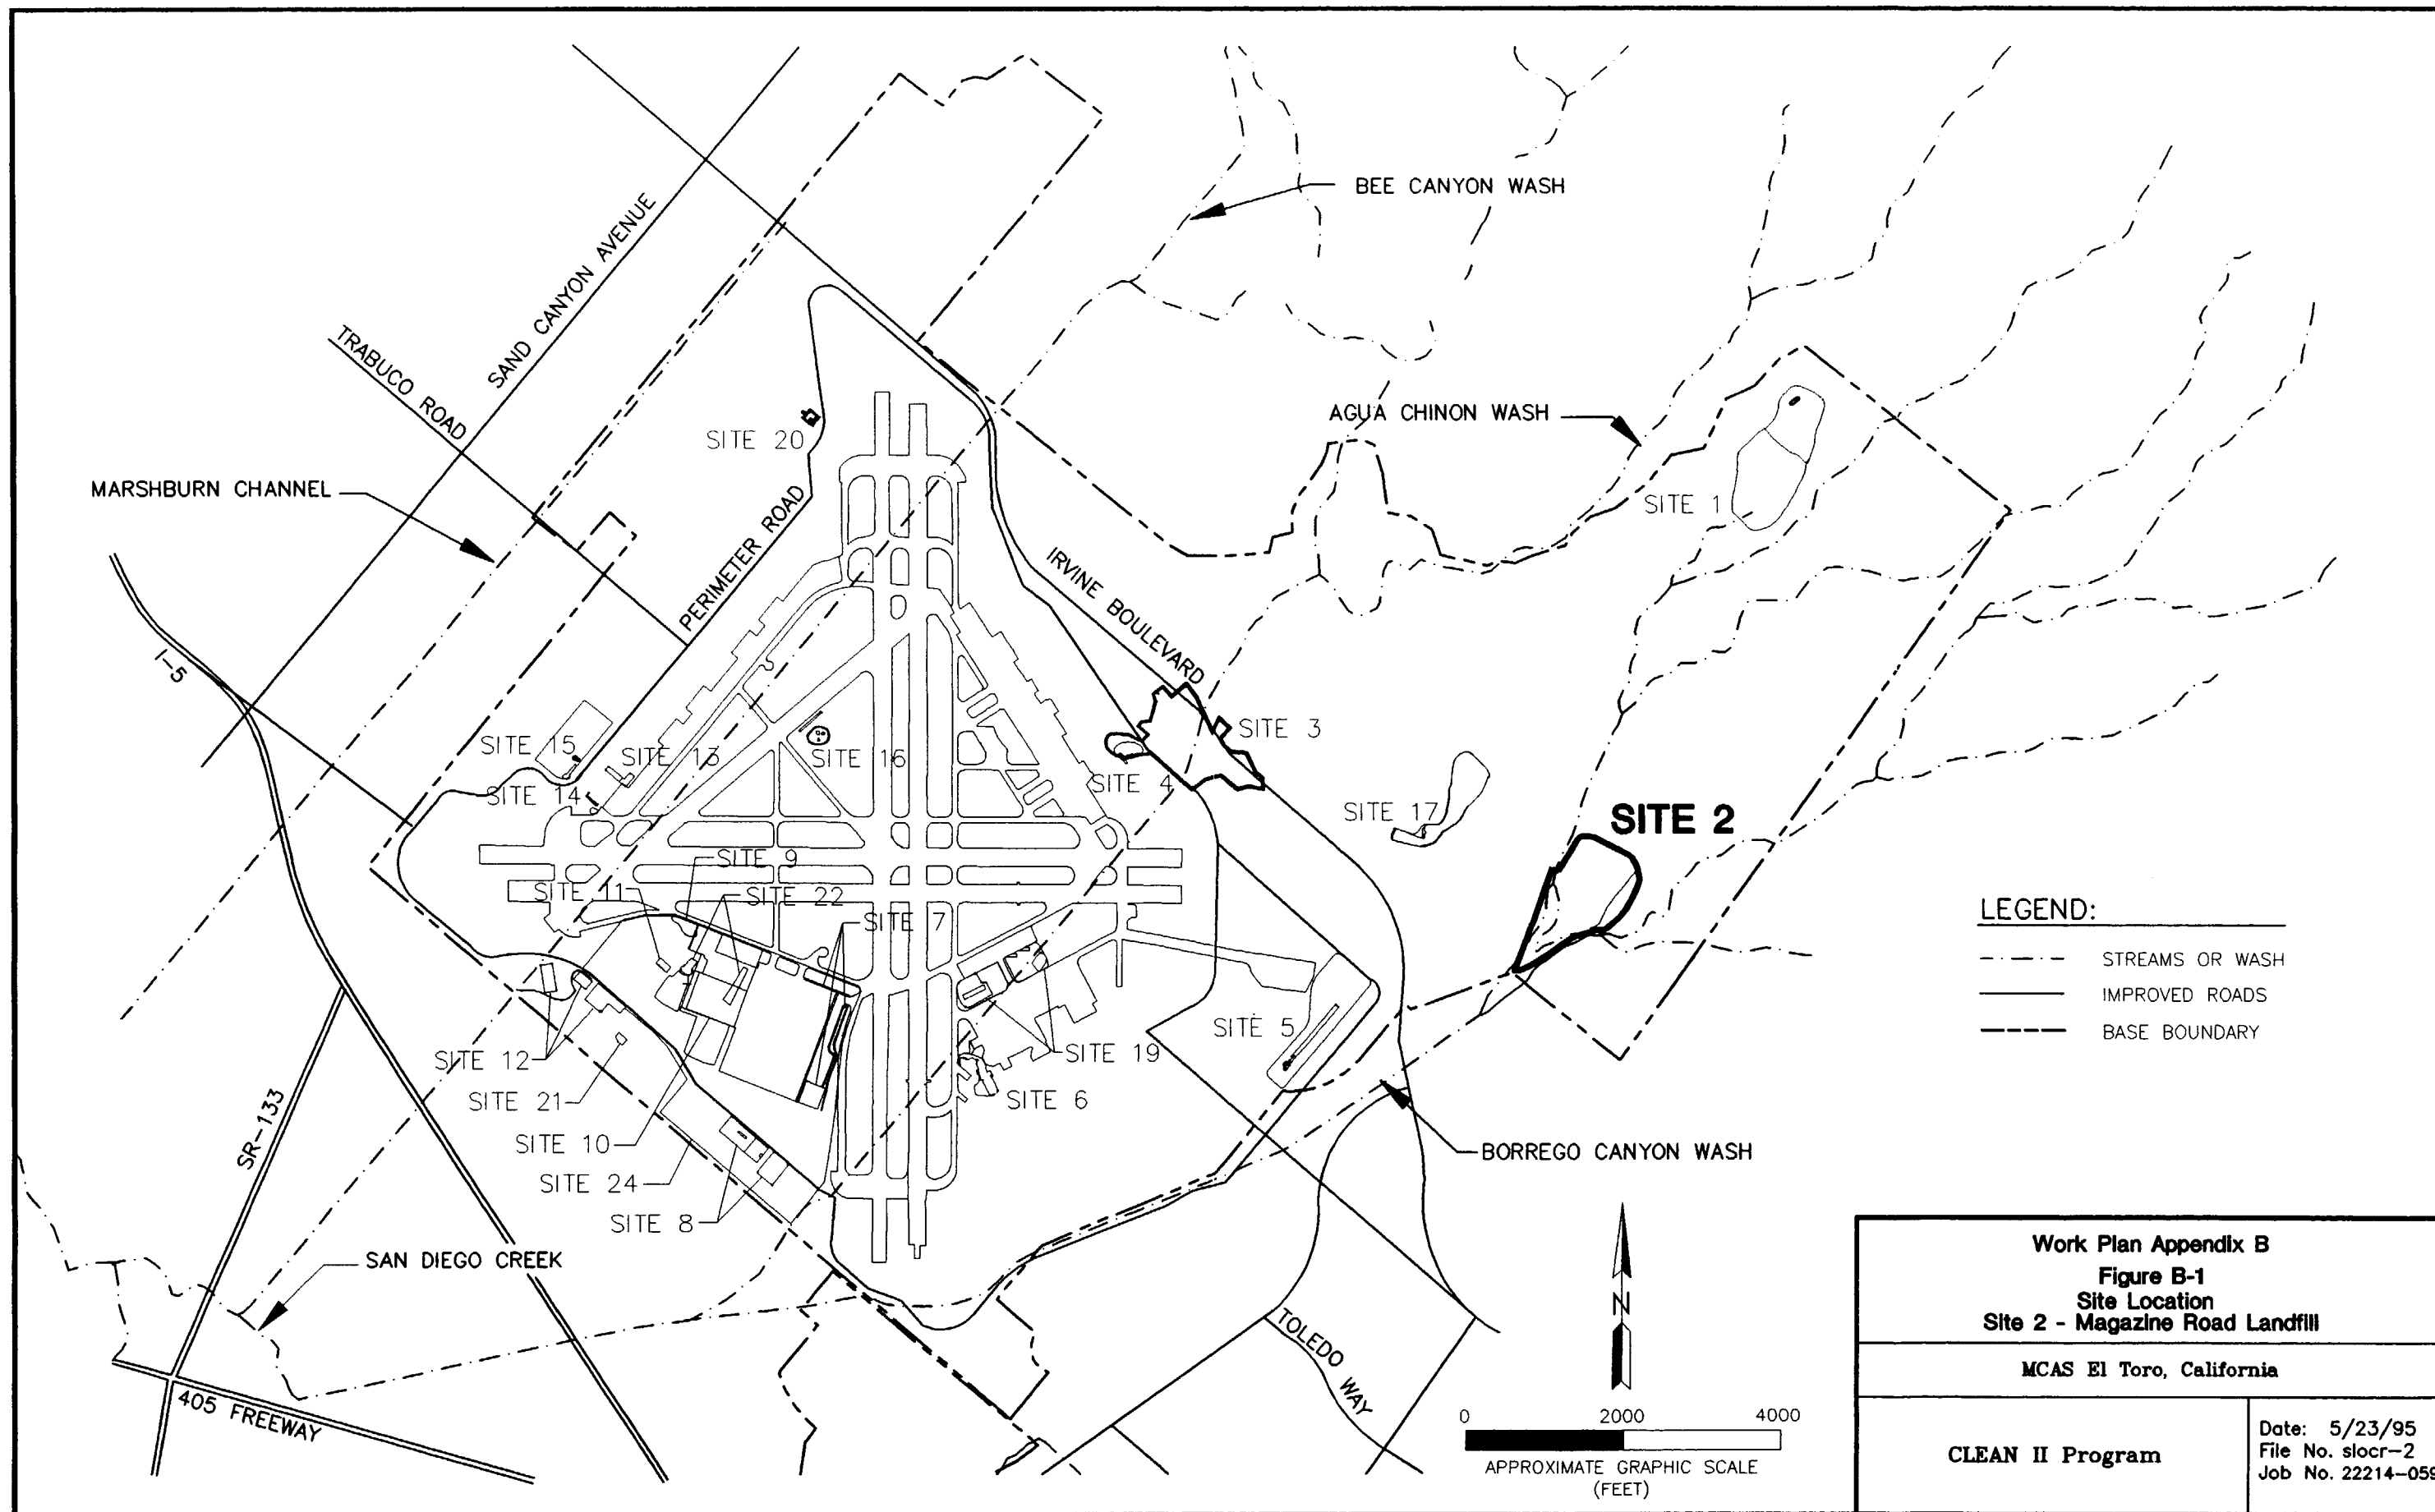 BEE CANYON WASH
SAND CANYON AVENUE
TRABUCO ROAD
AGUA CHINON WASH
SITE 20
MARSHBURN CHANNEL
SITE 1
PERIMETER ROAD
IRVINE BOULEVARD
I-5
SITE 3
SITE 15
SITE 13
SITE 16
SITE 4
SITE 14
SITE 17
SITE 2
SITE 9
SITE 11
SITE 22
SITE 7
LEGEND:
STREAMS OR WASH
IMPROVED ROADS
BASE BOUNDARY
SITE 5
SITE 12
SITE 19
SITE 21
SITE 6
SR-133
SITE 10
BORREGO CANYON WASH
SITE 24
SITE 8
SAN DIEGO CREEK
N
TOLEDO WAY
405 FREEWAY
0 2000 4000
APPROXIMATE GRAPHIC SCALE
(FEET)
Work Plan Appendix B
Figure B-1
Site Location
Site 2 - Magazine Road Landfill
MCAS El Toro, California
CLEAN II Program
Date: 5/23/95
File No. slocr-2
Job No. 22214-059